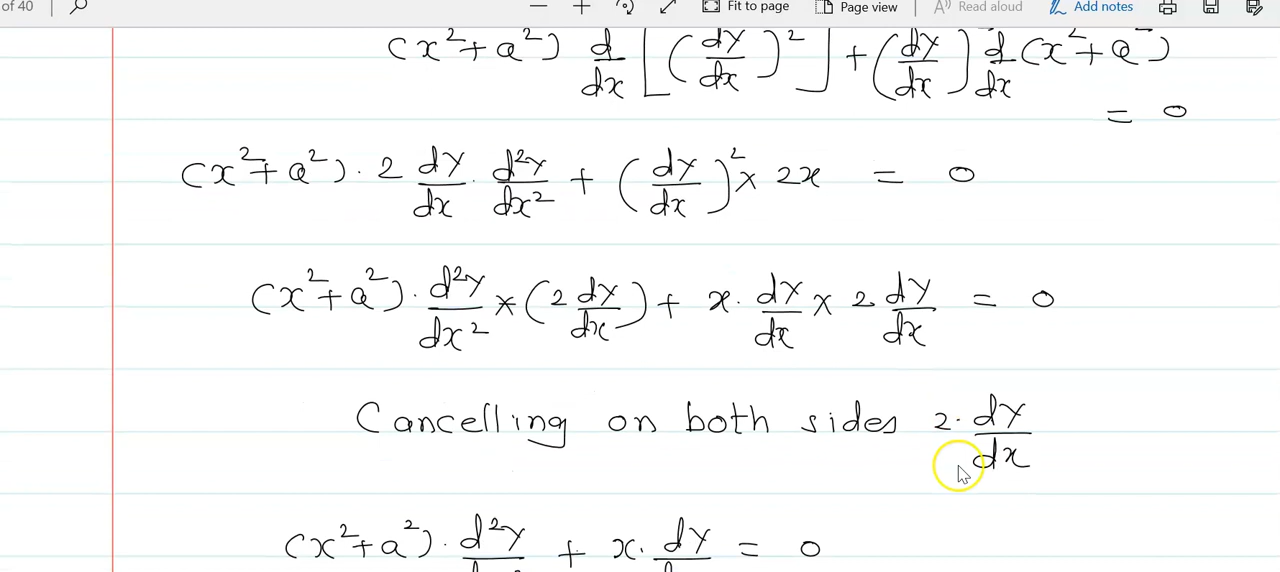 of 40 Fit to page Page view Read aloud Add notes
(x²+a²) d/dx [(dy/dx)²] + (dy/dx) d/dx (x²+a²)
= 0
(x²+a²) · 2 dy/dx · d²y/dx² + (dy/dx)² × 2x = 0
(x²+a²) · d²y/dx² × (2 dy/dx) + x · dy/dx × 2 dy/dx = 0
Cancelling on both sides 2 · dy/dx
(x²+a²) · d²y + x · dy = 0